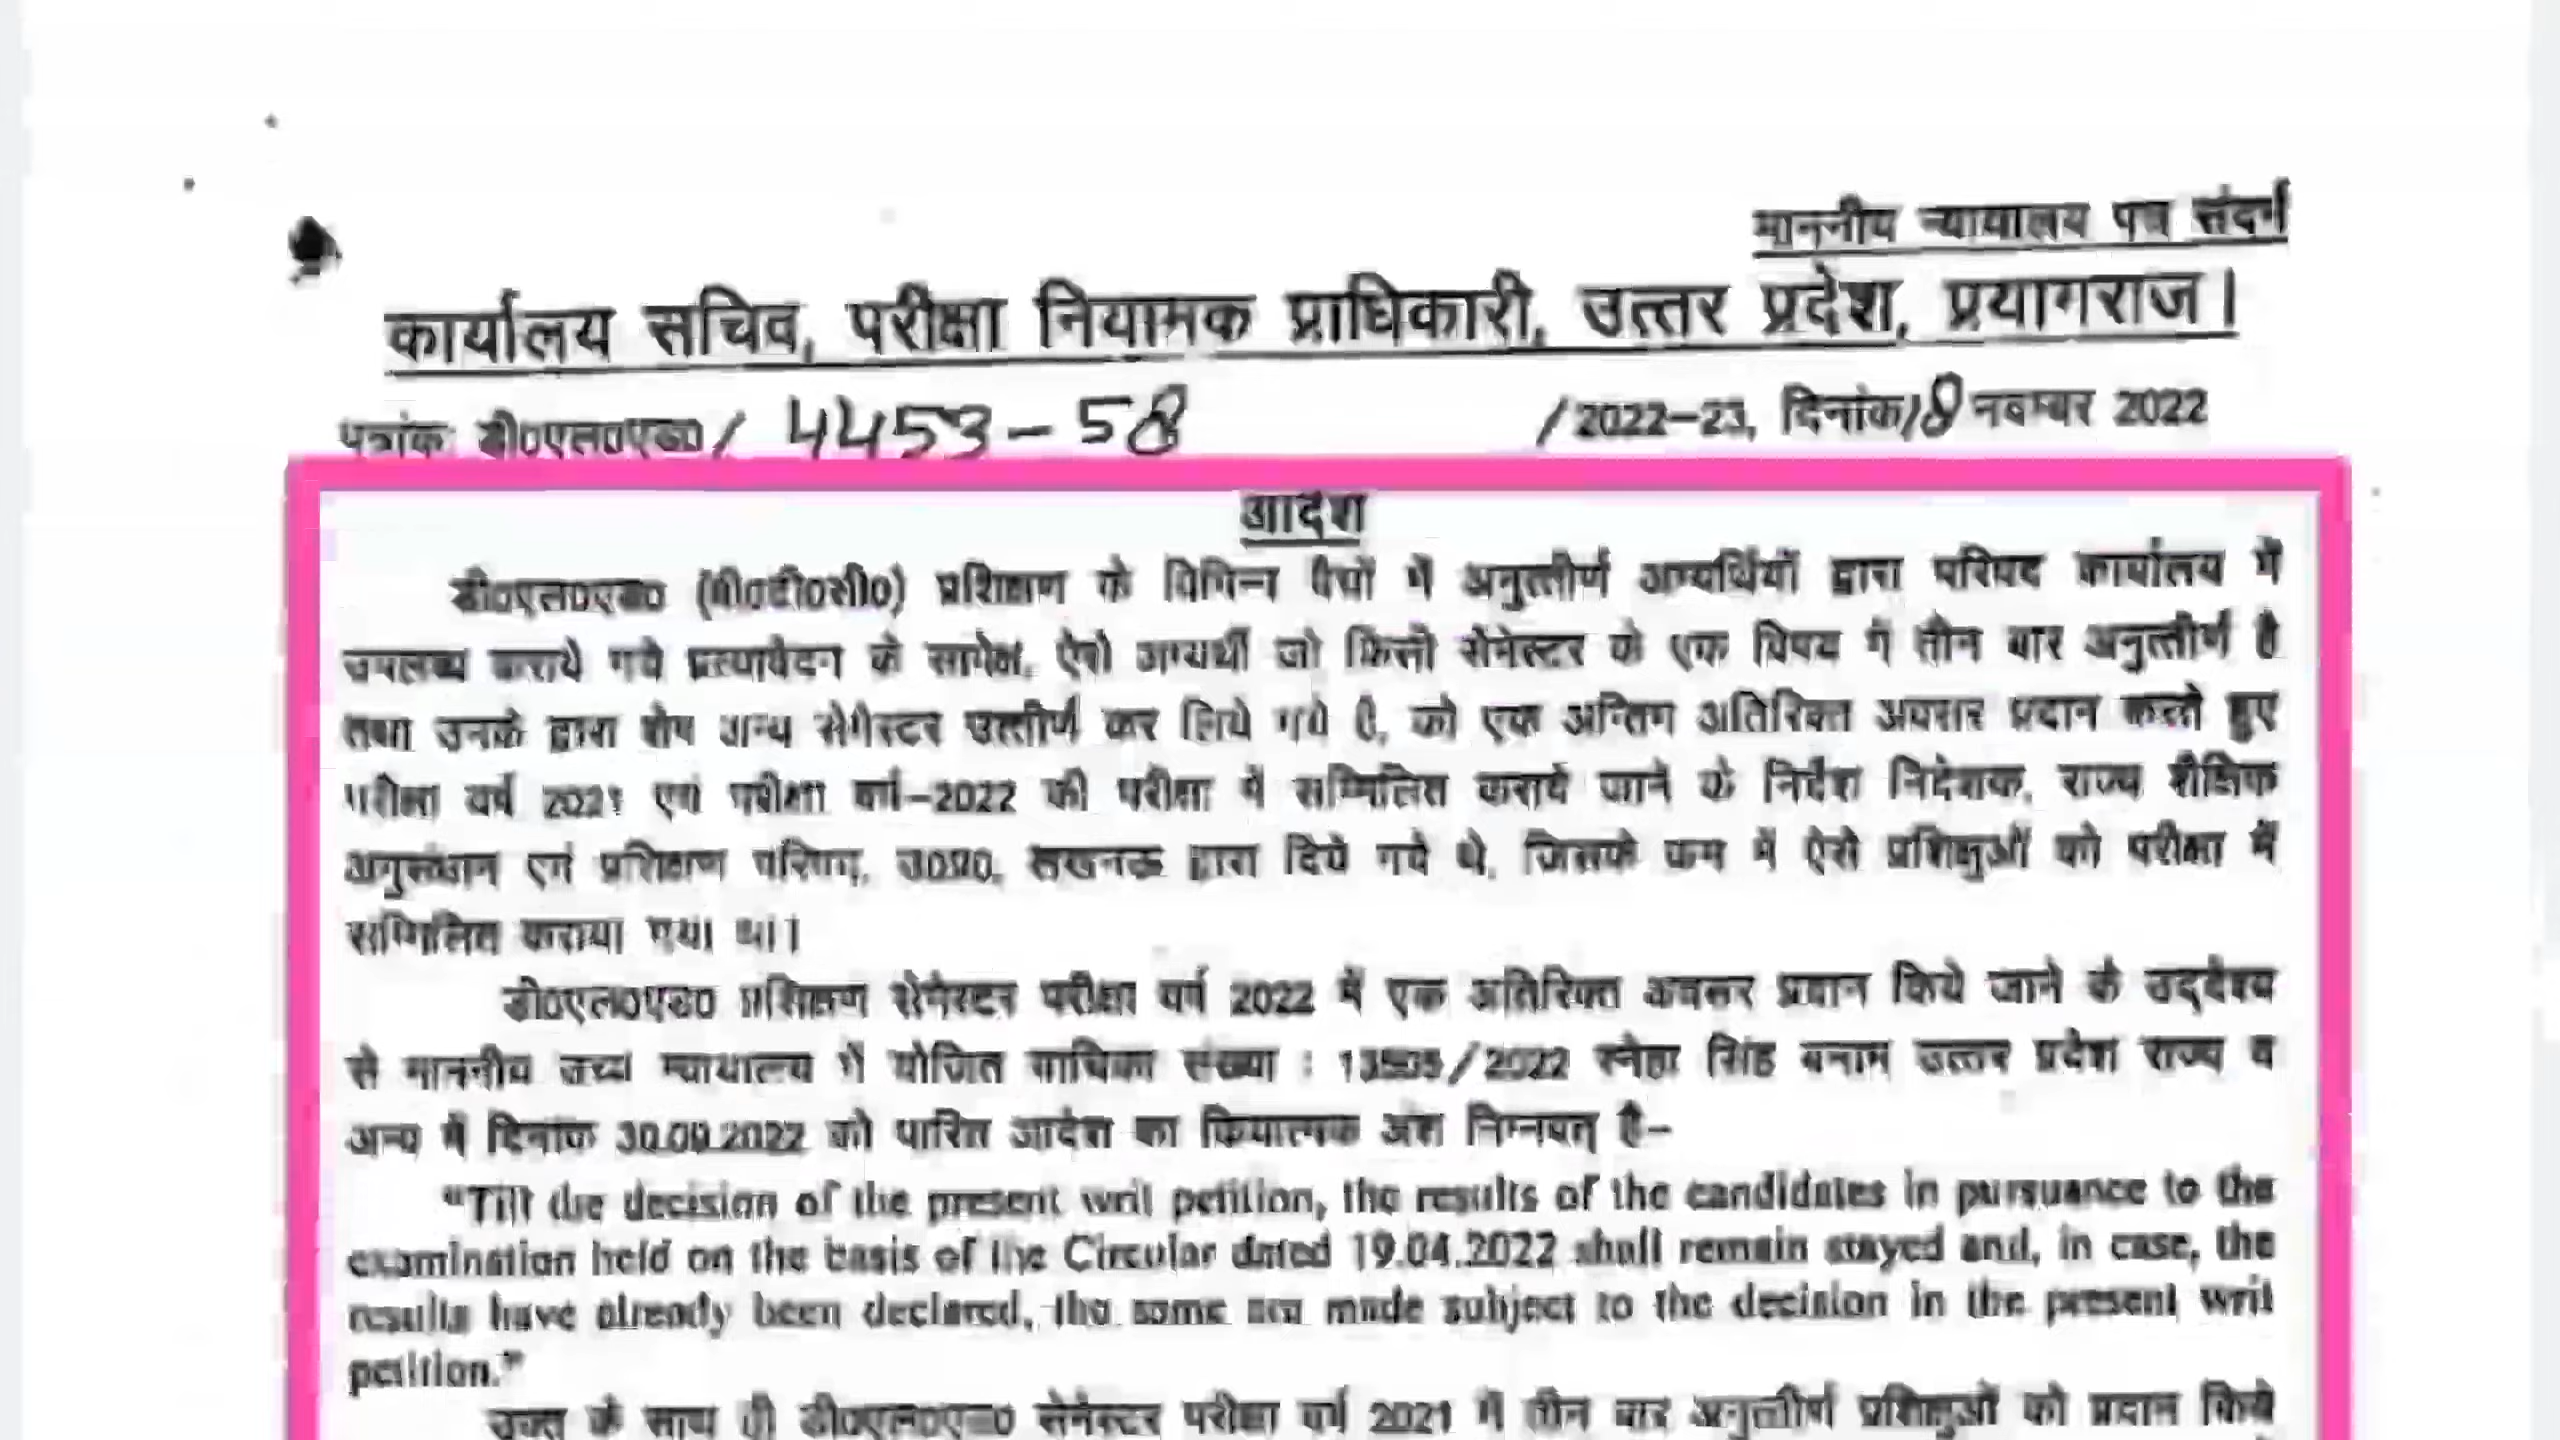 माननीय न्यायालय पत्र संदर्भ
कार्यालय सचिव, परीक्षा नियामक प्राधिकारी, उत्तर प्रदेश, प्रयागराज।
पत्रांक: डी0एल0एड0/ 4453-58 /2022-23, दिनांक 18 नवम्बर 2022
आदेश
डी0एल0एड0 (बी0टी0सी0) प्रशिक्षण के विभिन्न बैचों में अनुत्तीर्ण अभ्यर्थियों द्वारा परिषद कार्यालय में
उपलब्ध कराये गये प्रत्यावेदन के सापेक्ष, ऐसे अभ्यर्थी जो किसी सेमेस्टर के एक विषय में तीन बार अनुत्तीर्ण है
तथा उनके द्वारा शेष अन्य सेमेस्टर उत्तीर्ण कर लिये गये है, को एक अन्तिम अतिरिक्त अवसर प्रदान करते हुए
परीक्षा वर्ष 2021 एवं परीक्षा वर्ष-2022 की परीक्षा में सम्मिलित कराये जाने के निर्देश निदेशक, राज्य शैक्षिक
अनुसंधान एवं प्रशिक्षण परिषद, उ0प्र0, लखनऊ द्वारा दिये गये थे, जिसके क्रम में ऐसे प्रशिक्षुओं को परीक्षा में
सम्मिलित कराया गया था।
डी0एल0एड0 प्रशिक्षण सेमेस्टर परीक्षा वर्ष 2022 में एक अतिरिक्त अवसर प्रदान किये जाने के उद्देश्य
से माननीय उच्च न्यायालय में योजित याचिका संख्या : /2022 स्नेहा सिंह बनाम उत्तर प्रदेश राज्य व
अन्य में दिनांक 30.09.2022 को पारित आदेश का क्रियात्मक अंश निम्नवत् है-
"Till the decision of the present writ petition, the results of the candidates in pursuance to the
examination held on the basis of the Circular dated 19.04.2022 shall remain stayed and, in case, the
results have already been declared, the same are made subject to the decision in the present writ
petition."
उक्त के साथ ही डी0एल0एड0 सेमेस्टर परीक्षा वर्ष 2021 में तीन बार अनुत्तीर्ण प्रशिक्षुओं को प्रदान किये